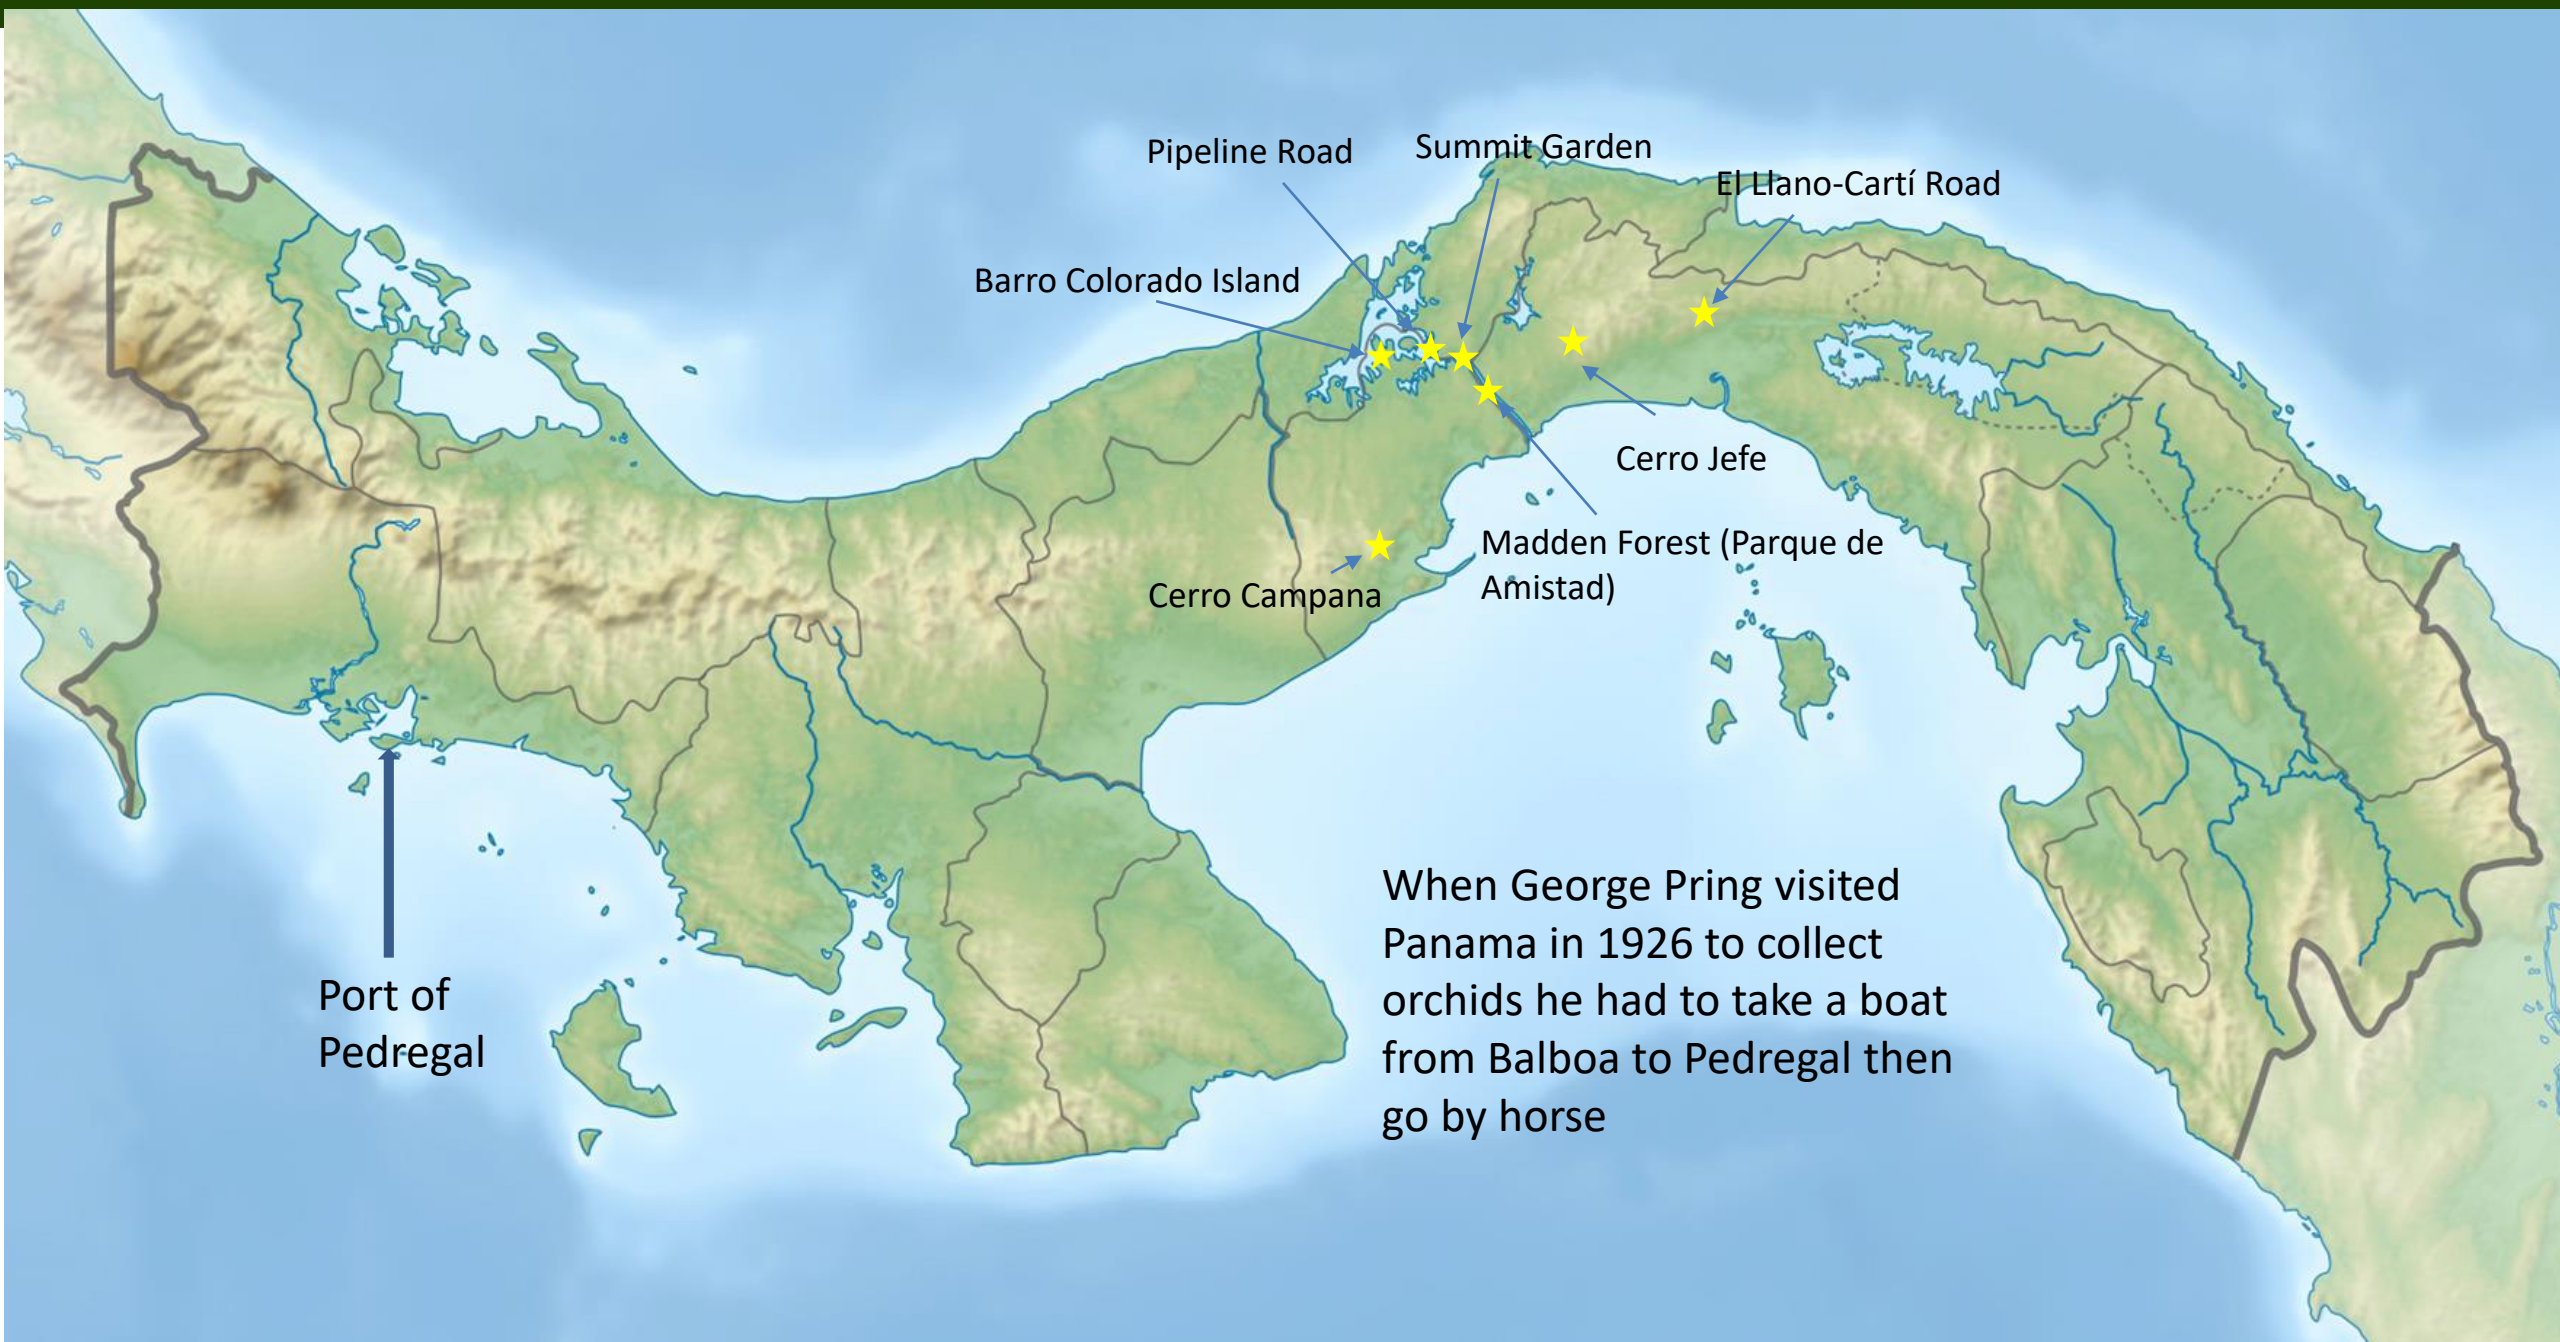 Pipeline Road
Summit Garden
El Llano-Cartí Road
Barro Colorado Island
Cerro Jefe
Madden Forest (Parque de
Amistad)
Cerro Campana
When George Pring visited
Panama in 1926 to collect
orchids he had to take a boat
from Balboa to Pedregal then
go by horse
Port of
Pedregal